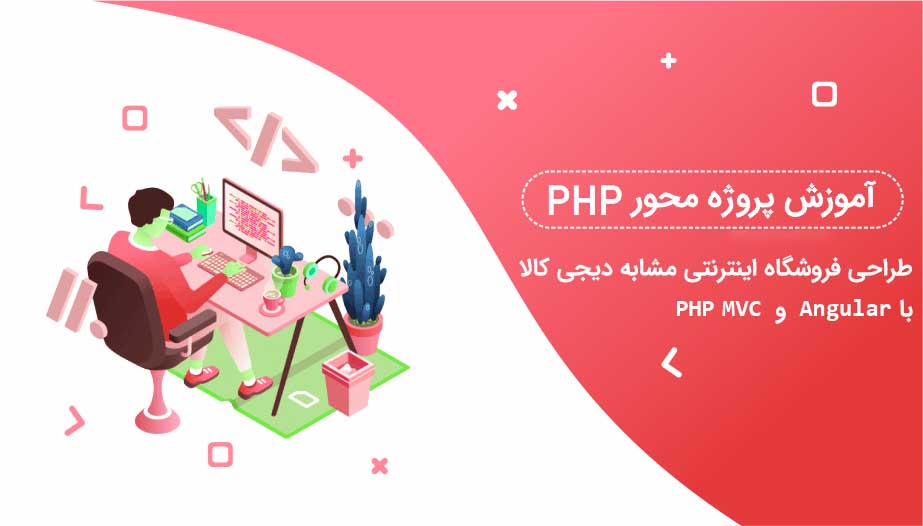 آموزش پروژه محور PHP
طراحی فروشگاه اینترنتی مشابه دیجی کالا
با Angular و PHP MVC